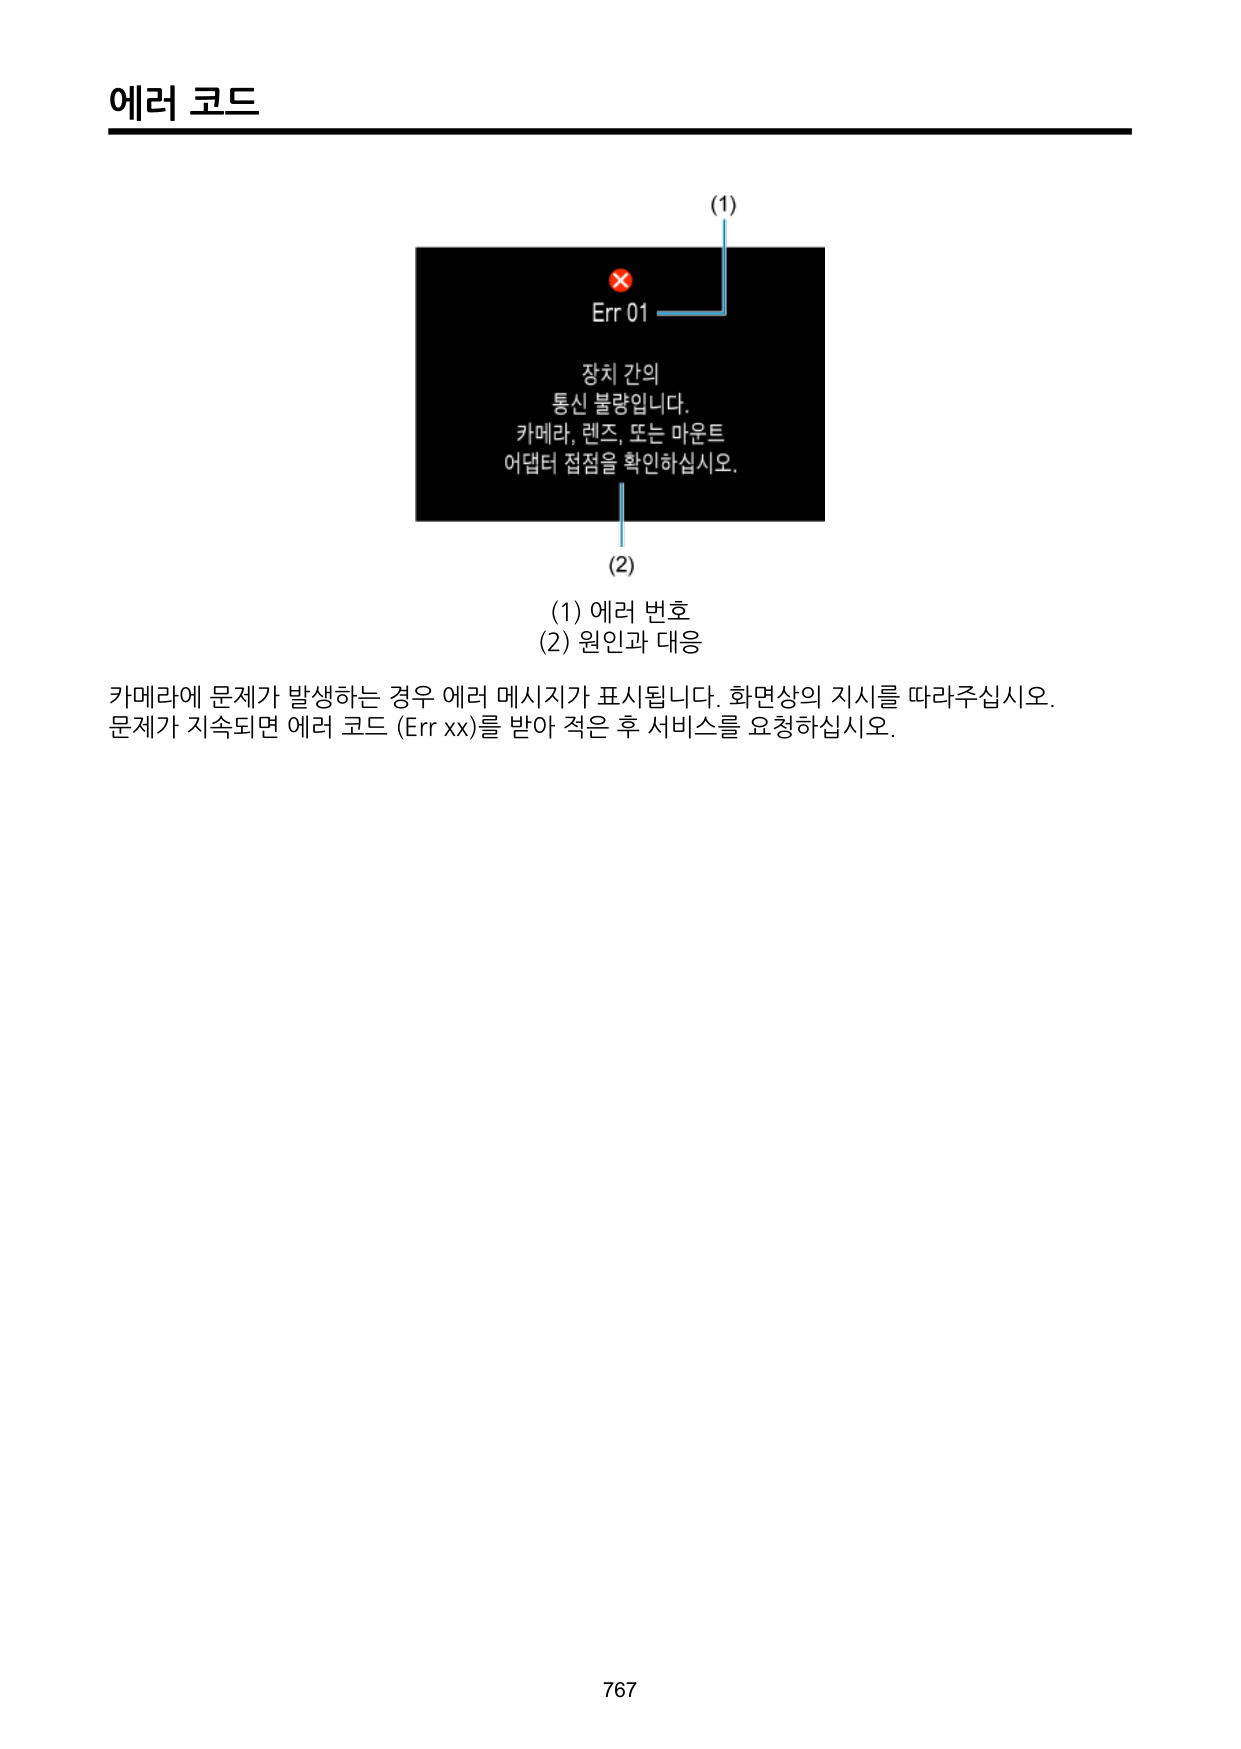 에러 코드
(1)
Err 01
장치 간의
통신 불량입니다.
카메라, 렌즈, 또는 마운트
어댑터 접점을 확인하십시오.
(2)
(1) 에러 번호
(2) 원인과 대응
카메라에 문제가 발생하는 경우 에러 메시지가 표시됩니다. 화면상의 지시를 따라주십시오.
문제가 지속되면 에러 코드 (Err xx)를 받아 적은 후 서비스를 요청하십시오.
767